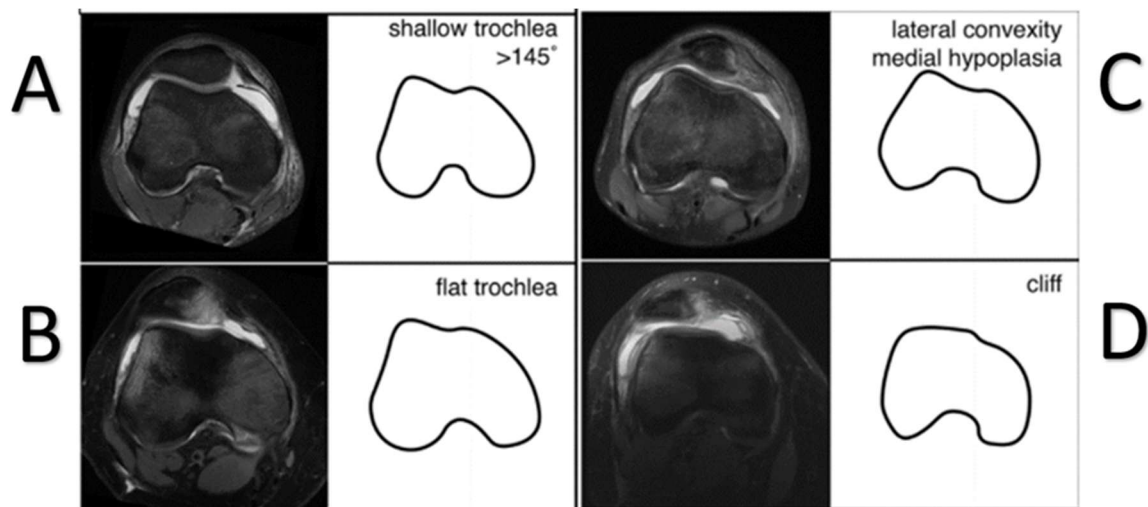 A
shallow trochlea
>145°
B
flat trochlea
C
lateral convexity
medial hypoplasia
D
cliff